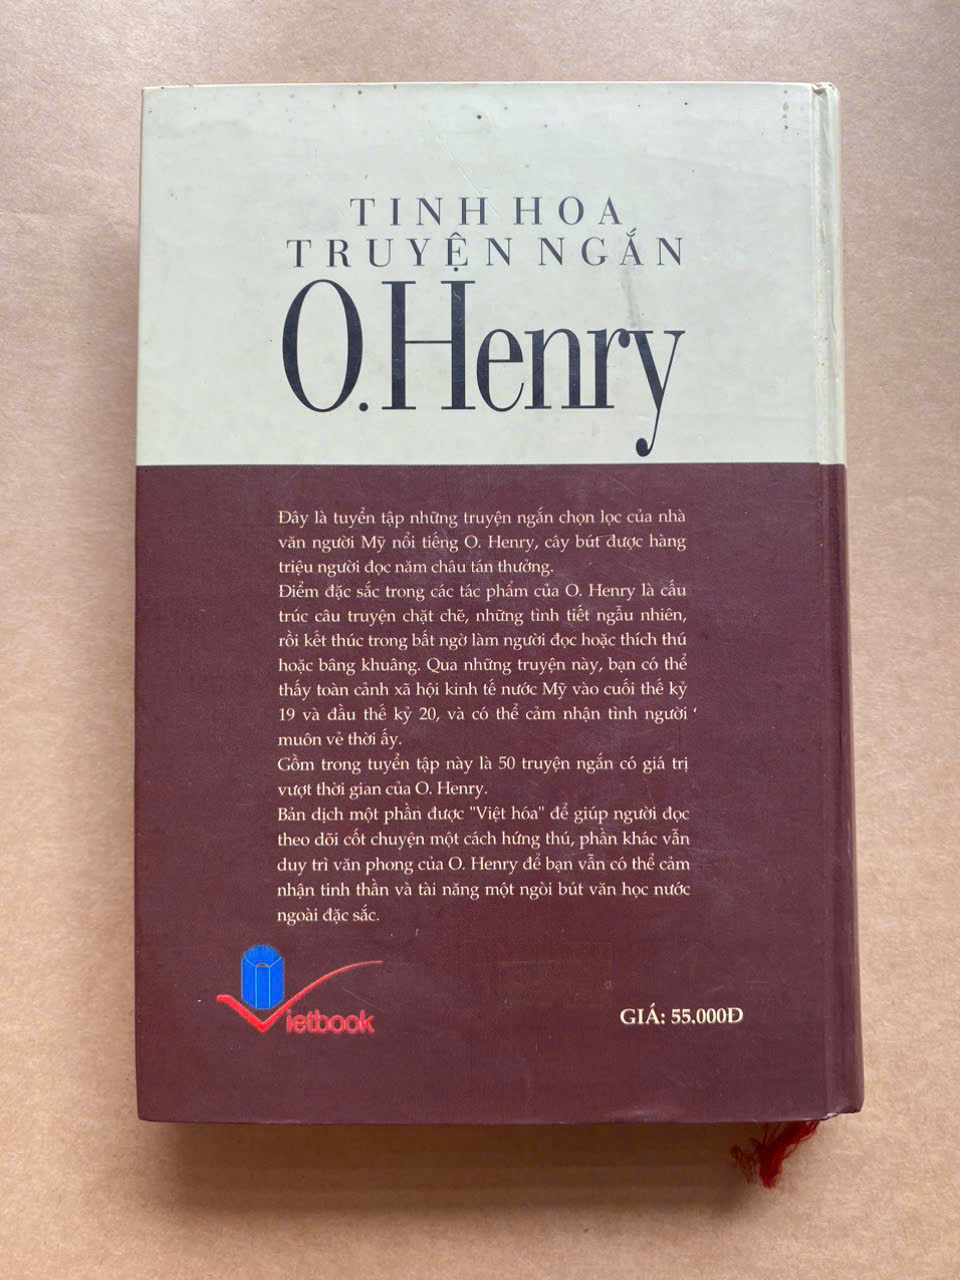 TINH HOA
TRUYỆN NGẮN
O.Henry
Đây là tuyển tập những truyện ngắn chọn lọc của nhà
văn người Mỹ nổi tiếng O. Henry, cây bút được hàng
triệu người đọc năm châu tán thưởng.
Điểm đặc sắc trong các tác phẩm của O. Henry là cấu
trúc câu truyện chặt chẽ, những tình tiết ngẫu nhiên,
rồi kết thúc trong bất ngờ làm người đọc hoặc thích thú
hoặc bâng khuâng. Qua những truyện này, bạn có thể
thấy toàn cảnh xã hội kinh tế nước Mỹ vào cuối thế kỷ
19 và đầu thế kỷ 20, và có thể cảm nhận tình người
muôn vẻ thời ấy.
Gồm trong tuyển tập này là 50 truyện ngắn có giá trị
vượt thời gian của O. Henry.
Bản dịch một phần được "Việt hóa" để giúp người đọc
theo dõi cốt chuyện một cách hứng thú, phần khác vẫn
duy trì văn phong của O. Henry để bạn vẫn có thể cảm
nhận tinh thần và tài năng một ngòi bút văn học nước
ngoài đặc sắc.
Vietbook
GIÁ: 55.000Đ